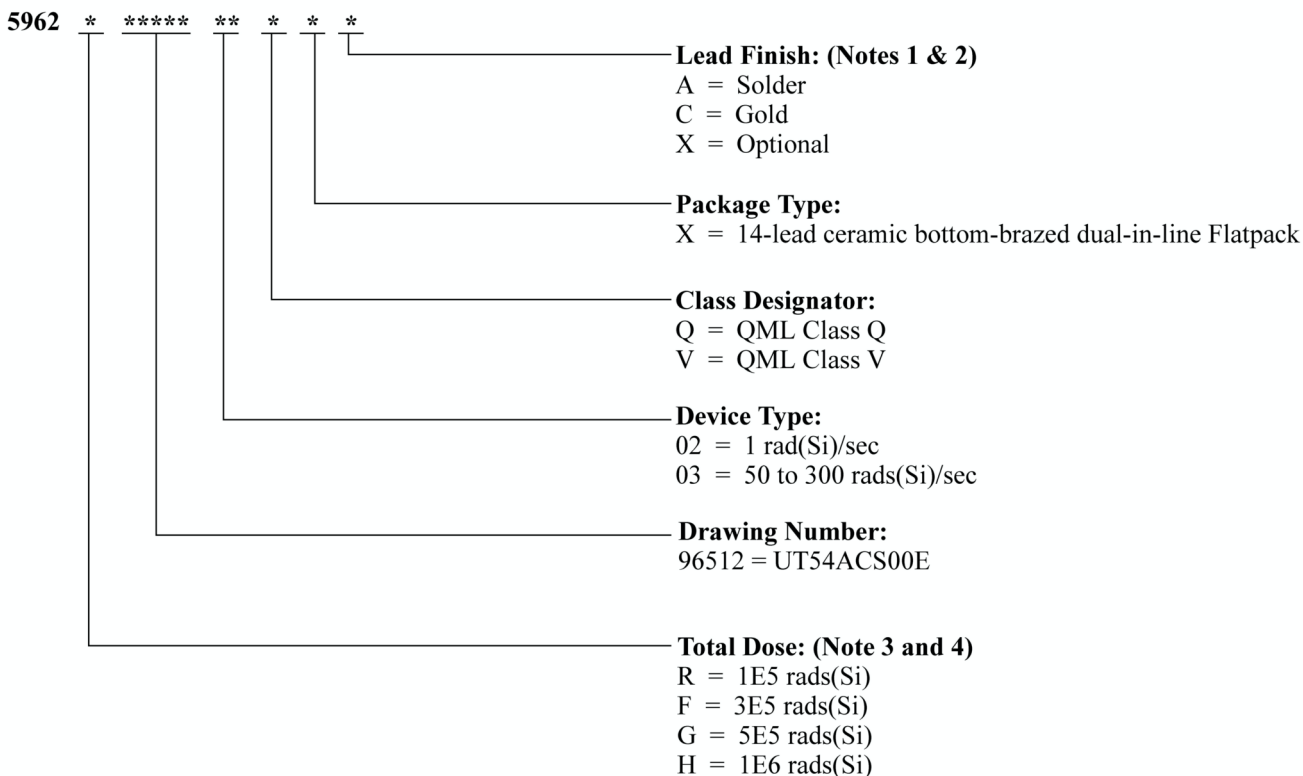 5962 * ***** ** * * *
Lead Finish: (Notes 1 & 2)
A = Solder
C = Gold
X = Optional
Package Type:
X = 14-lead ceramic bottom-brazed dual-in-line Flatpack
Class Designator:
Q = QML Class Q
V = QML Class V
Device Type:
02 = 1 rad(Si)/sec
03 = 50 to 300 rads(Si)/sec
Drawing Number:
96512 = UT54ACS00E
Total Dose: (Note 3 and 4)
R = 1E5 rads(Si)
F = 3E5 rads(Si)
G = 5E5 rads(Si)
H = 1E6 rads(Si)